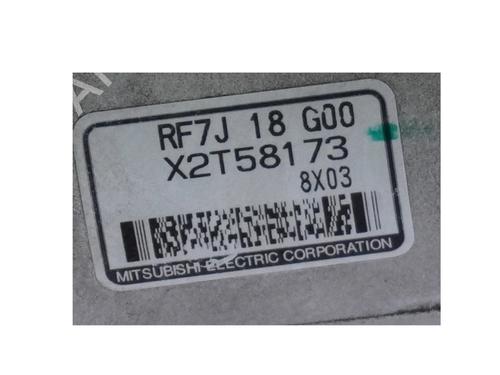 RF7J 18 G00
X2T58173
8X03
MITSUBISHI ELECTRIC CORPORATION